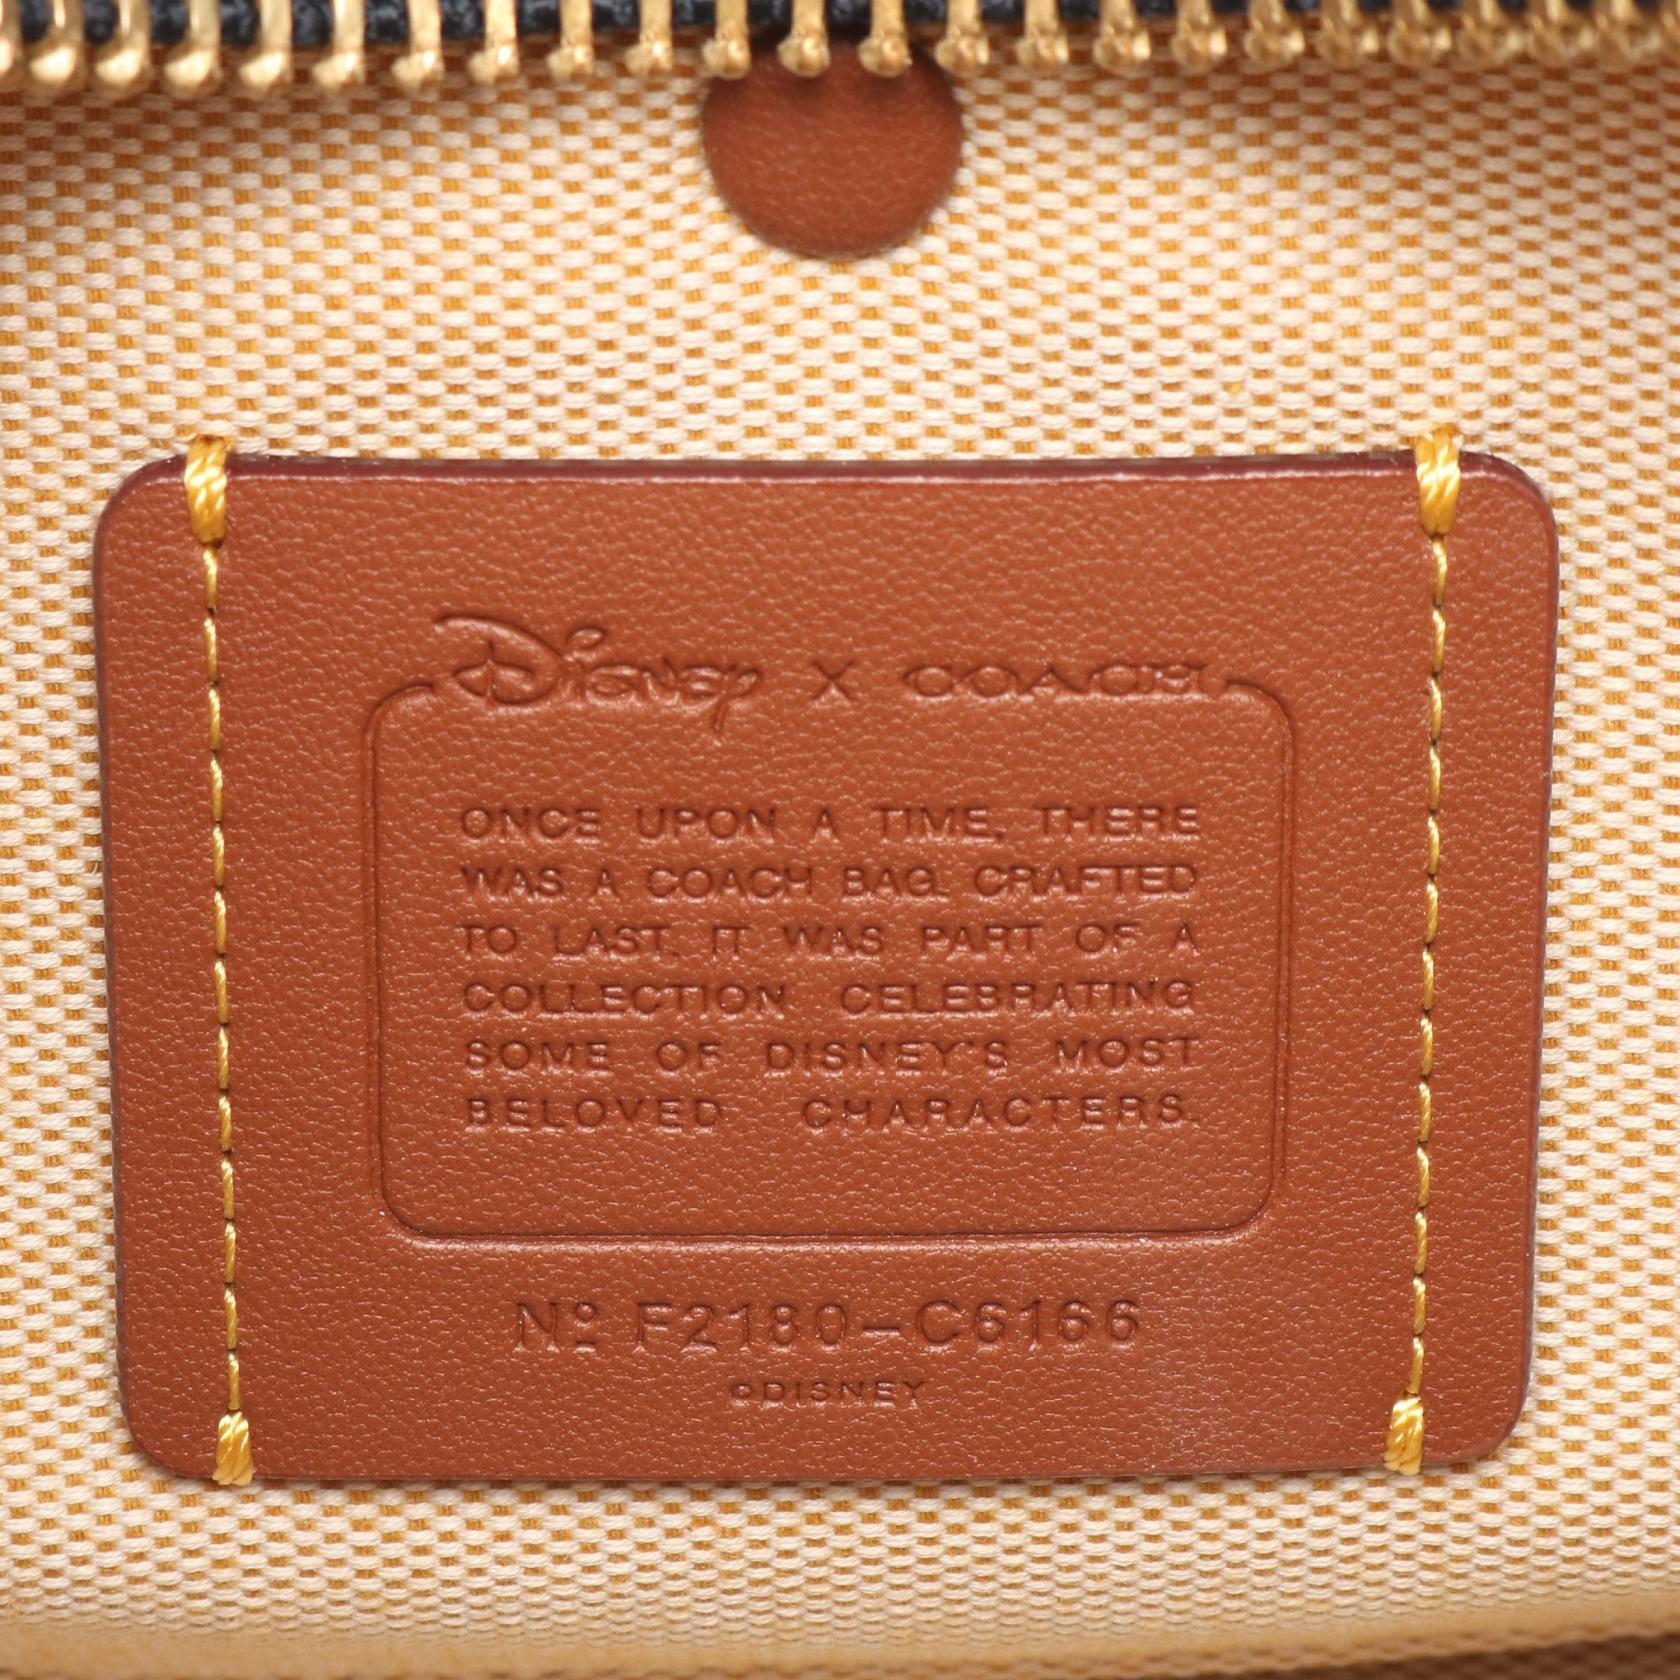 Disney X COACH
ONCE UPON A TIME, THERE
WAS A COACH BAG. CRAFTED
TO LAST. IT WAS PART OF A
COLLECTION CELEBRATING
SOME OF DISNEY'S MOST
BELOVED CHARACTERS.
Nº F2180-C6166
©DISNEY